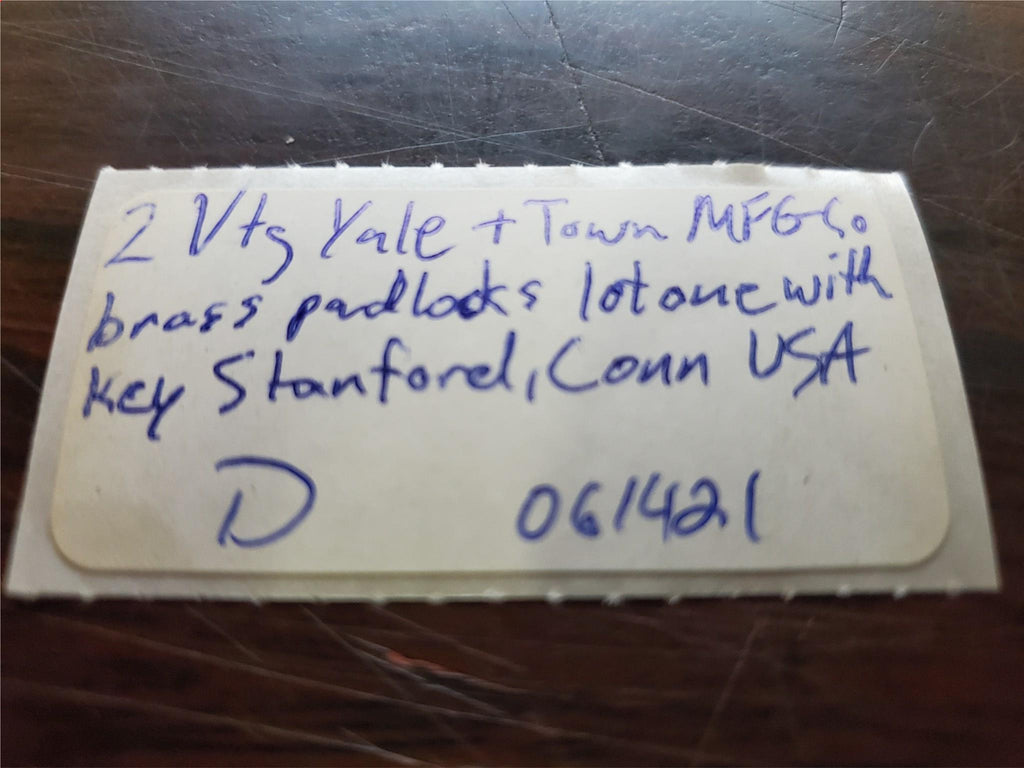 2 Vtg Yale + Town MFG Co
brass padlocks lot one with
key Stanford, Conn USA
D 061421